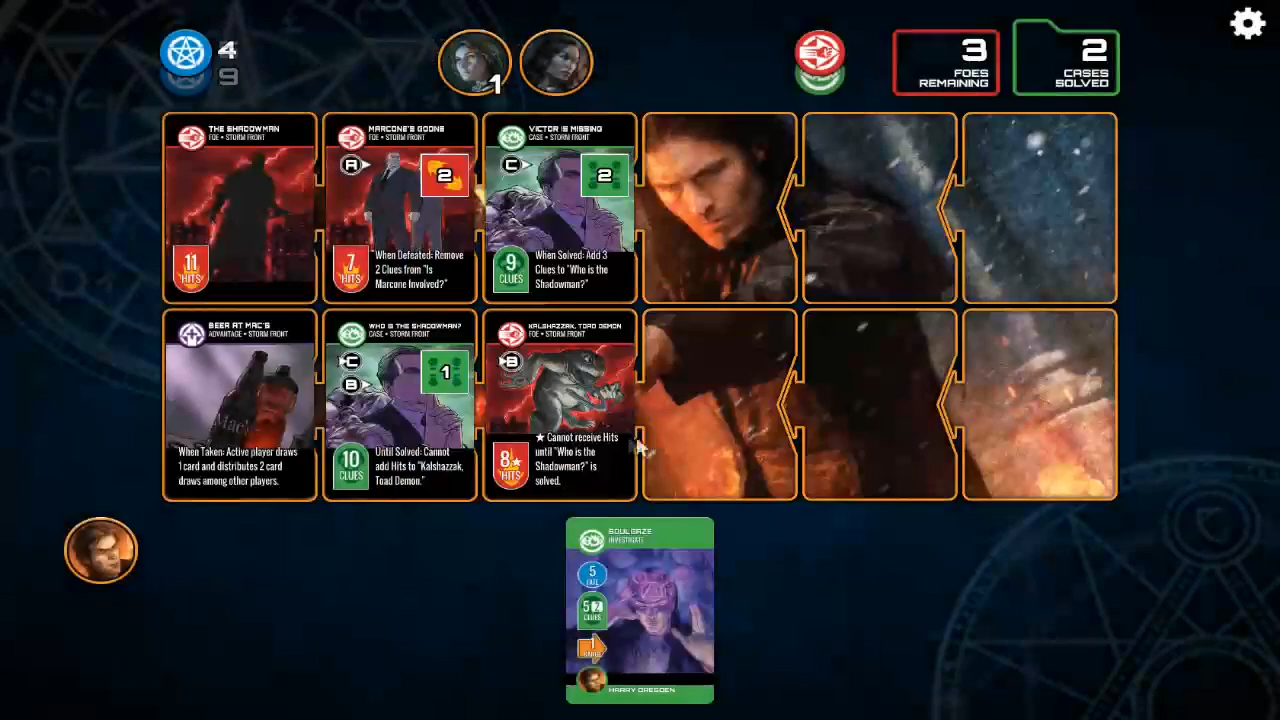 4
9
1
3
FOES
REMAINING
2
CASES
SOLVED
THE SHADOWMAN
FOE • STORM FRONT
11
HITS
MARCONE'S GOONS
FOE • STORM FRONT
A
2
7
HITS
When Defeated: Remove
2 Clues from "Is
Marcone Involved?"
VICTOR IS MISSING
CASE • STORM FRONT
C
2
9
CLUES
When Solved: Add 3
Clues to "Who is the
Shadowman?"
BEER AT MAC'S
ADVANTAGE • STORM FRONT
Mac
When Taken: Active player draws
1 card and distributes 2 card
draws among other players.
WHO IS THE SHADOWMAN?
CASE • STORM FRONT
C
B
1
10
CLUES
Until Solved: Cannot
add Hits to "Kalshazzak,
Toad Demon."
KALSHAZZAK, TOAD DEMON
FOE • STORM FRONT
B
8★
HITS
★ Cannot receive Hits
until "Who is the
Shadowman?" is
solved.
SOULGAZE
INVESTIGATE
5
5 2
CLUES
1
HARRY DRESDEN